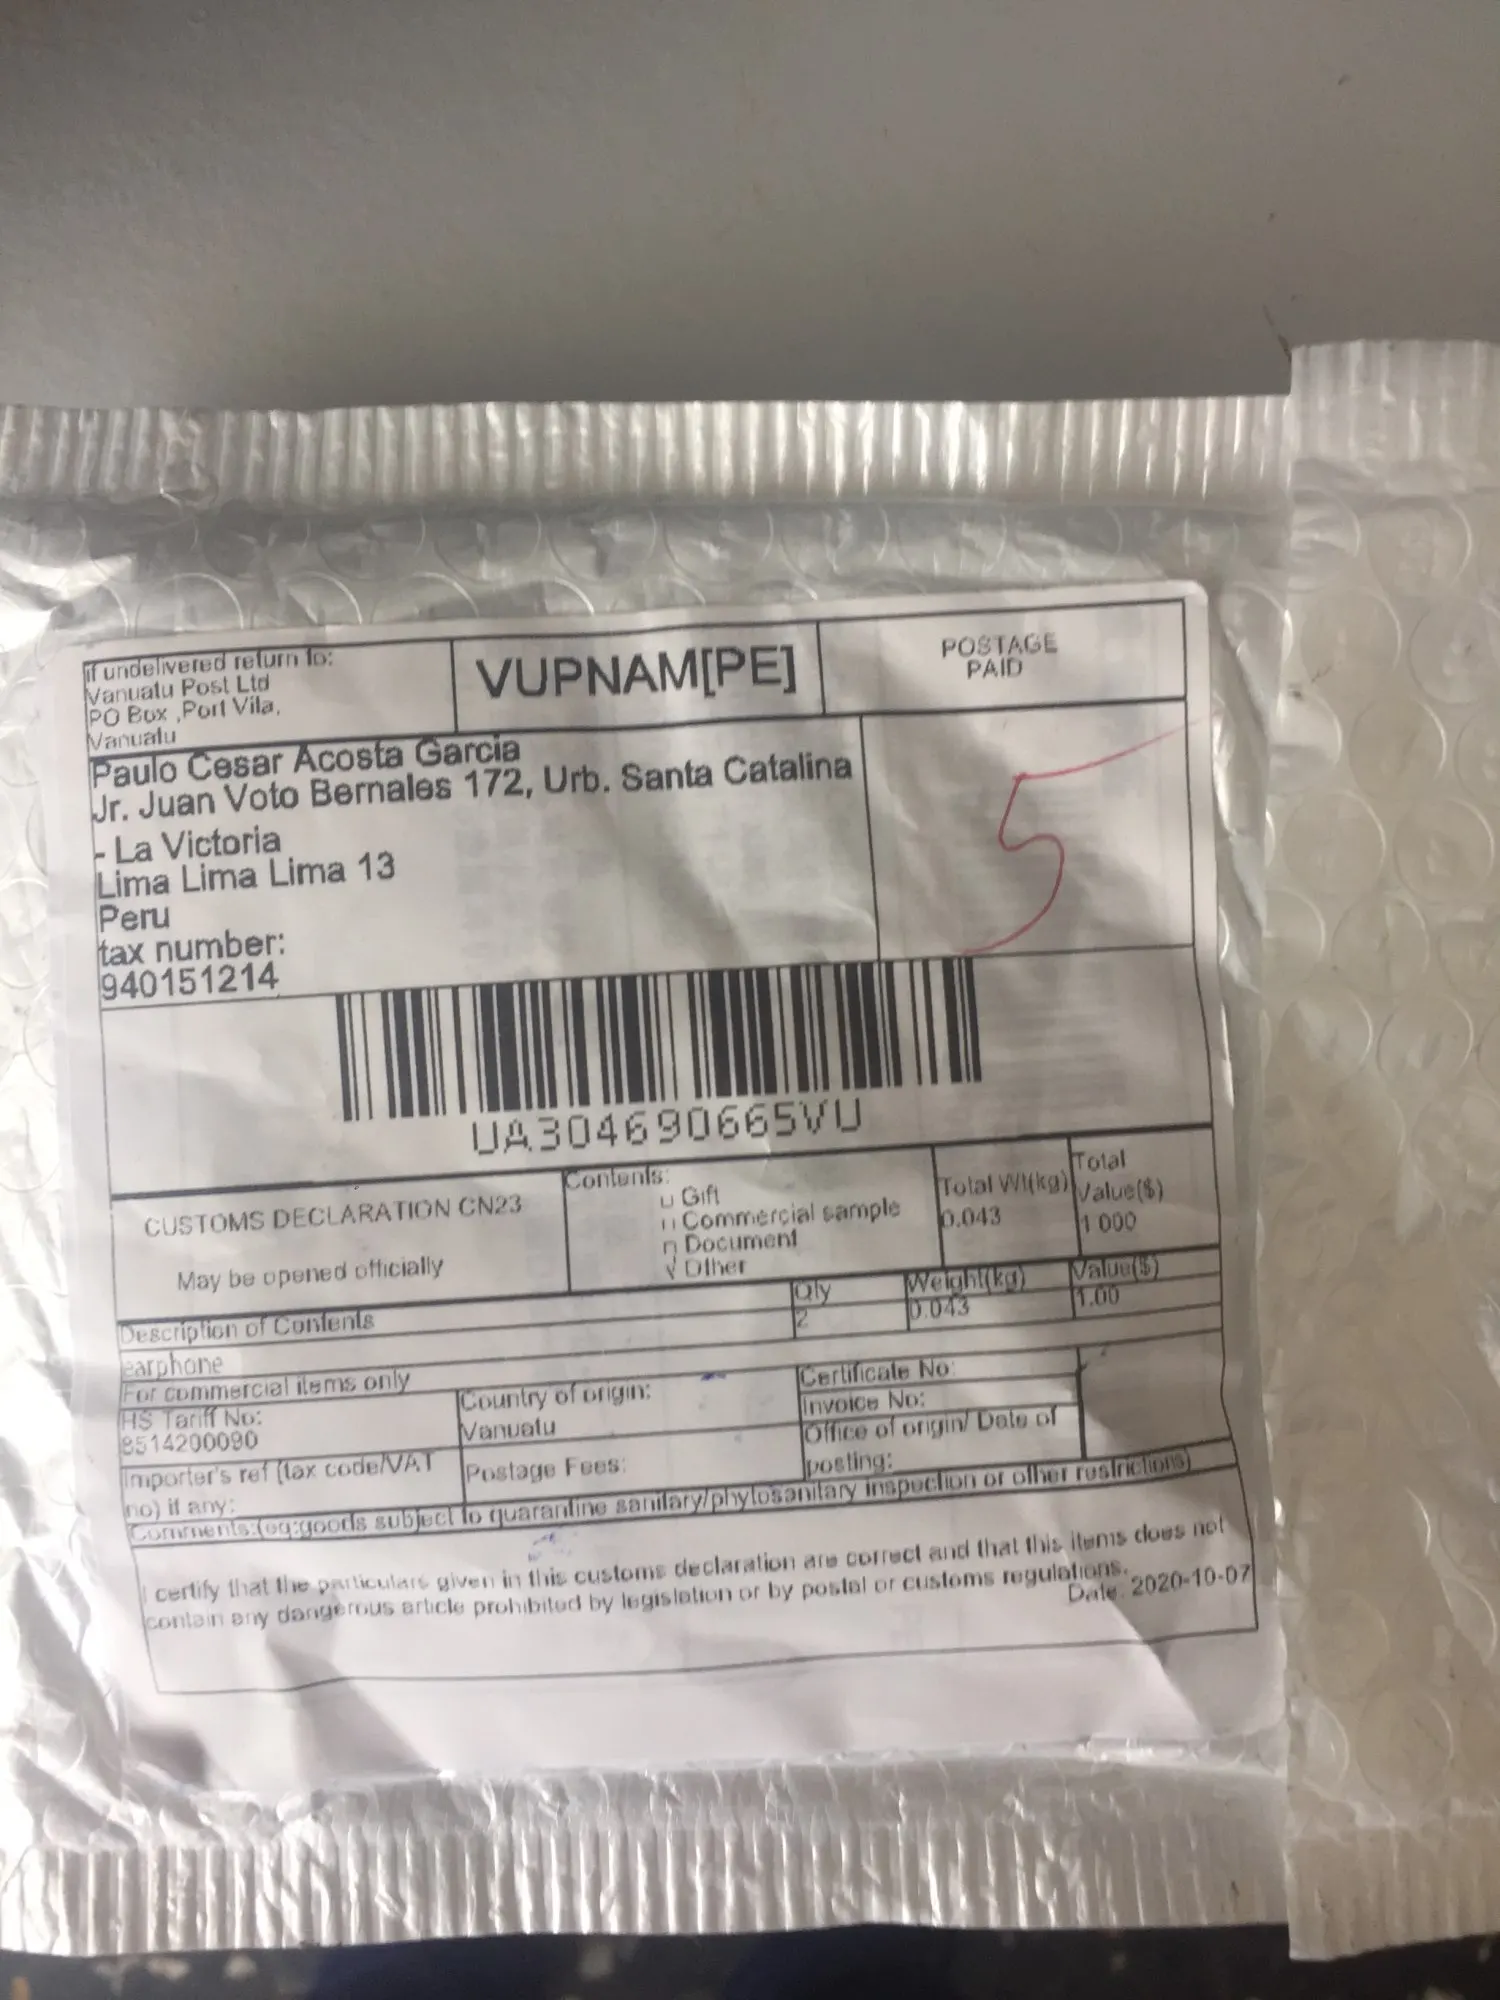 if undelivered return to:
Vanuatu Post Ltd
PO Box ,Port Vila,
Vanuatu
VUPNAM[PE]
POSTAGE
PAID
Paulo Cesar Acosta Garcia
Jr. Juan Voto Bernales 172, Urb. Santa Catalina
- La Victoria
Lima Lima Lima 13
Peru
tax number:
940151214
5
UA304690665VU
CUSTOMS DECLARATION CN23
May be opened officially
Contents:
Gift
Commercial sample
Document
√ Other
Total Wt(kg)
0.043
Total
Value($)
1.000
Description of Contents
Qty
Weight(kg)
Value($)
earphone
2
0.043
1.00
For commercial items only
HS Tariff No:
8514200090
Country of origin:
Vanuatu
Certificate No:
Invoice No:
Office of origin/ Date of
posting:
Importer's ref (tax code/VAT
no) if any:
Postage Fees:
Comments:(eg:goods subject to quarantine sanitary/phytosanitary inspection or other restrictions)
I certify that the particulars given in this customs declaration are correct and that this items does not
contain any dangerous article prohibited by legislation or by postal or customs regulations.
Date: 2020-10-07